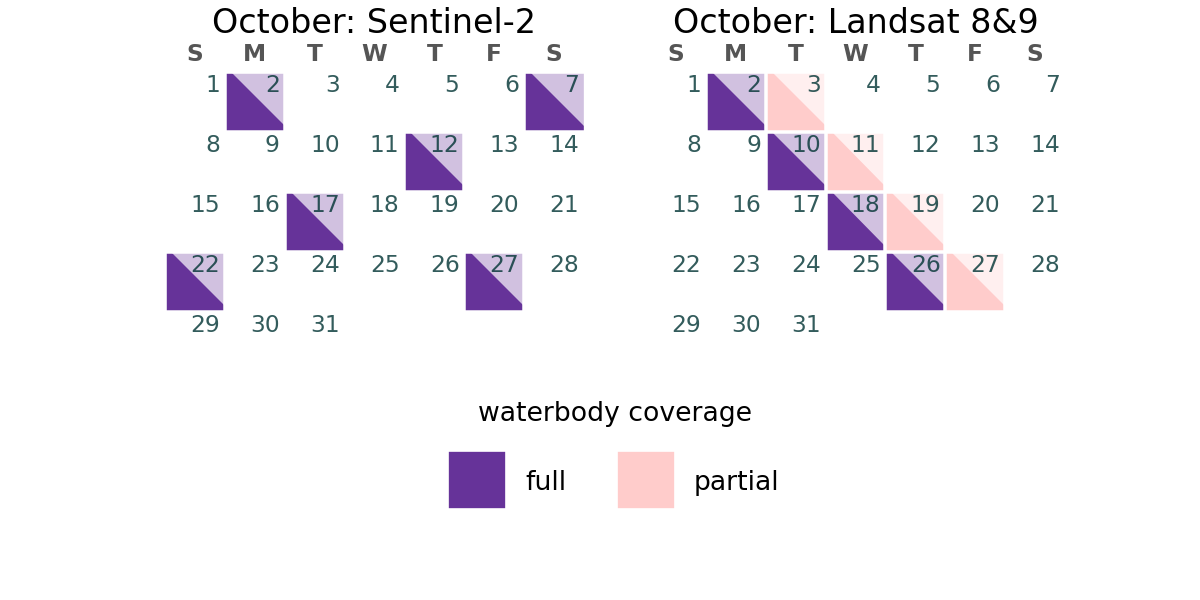 October: Sentinel-2
S M T W T F S
1 2 3 4 5 6 7
8 9 10 11 12 13 14
15 16 17 18 19 20 21
22 23 24 25 26 27 28
29 30 31
October: Landsat 8&9
S M T W T F S
1 2 3 4 5 6 7
8 9 10 11 12 13 14
15 16 17 18 19 20 21
22 23 24 25 26 27 28
29 30 31
waterbody coverage
full
partial